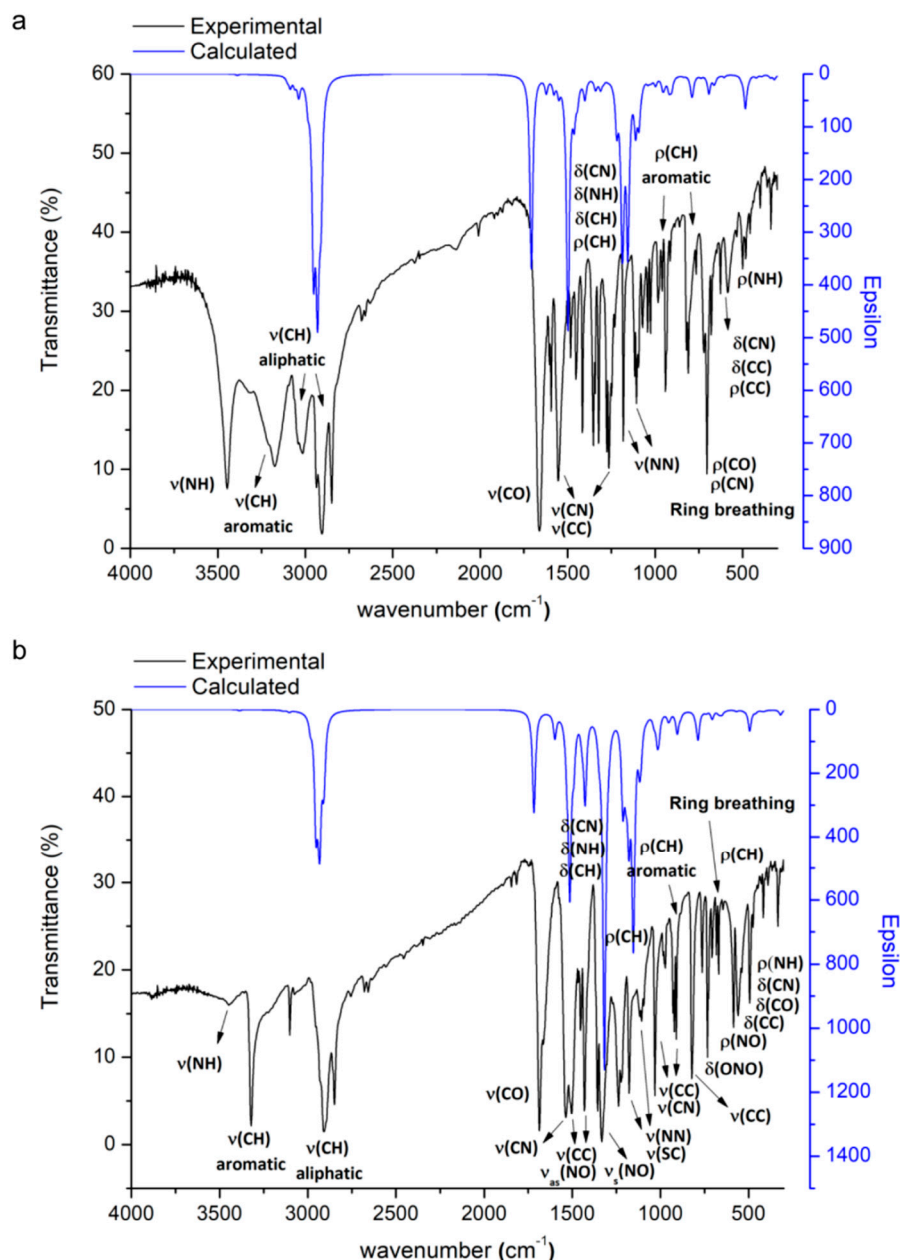 a
Experimental
Calculated
60
50
40
30
20
10
0
Transmittance (%)
0
100
200
300
400
500
600
700
800
900
Epsilon
ν(NH)
ν(CH)
aromatic
ν(CH)
aliphatic
ν(CO)
ν(CN)
ν(CC)
δ(CN)
δ(NH)
δ(CH)
ρ(CH)
ρ(CH)
aromatic
ν(NN)
ρ(NH)
δ(CN)
δ(CC)
ρ(CC)
ρ(CO)
ρ(CN)
Ring breathing
4000 3500 3000 2500 2000 1500 1000 500
wavenumber (cm⁻¹)
b
Experimental
Calculated
50
40
30
20
10
0
Transmittance (%)
0
200
400
600
800
1000
1200
1400
Epsilon
ν(NH)
ν(CH)
aromatic
ν(CH)
aliphatic
ν(CO)
ν(CN)
δ(CN)
δ(NH)
δ(CH)
ν(CC)
νas(NO)
νs(NO)
ρ(CH)
ρ(CH)
aromatic
Ring breathing
ρ(CH)
ν(NN)
ν(SC)
ν(CC)
ν(CN)
ν(CC)
ρ(NH)
δ(CN)
δ(CO)
δ(CC)
ρ(NO)
δ(ONO)
4000 3500 3000 2500 2000 1500 1000 500
wavenumber (cm⁻¹)